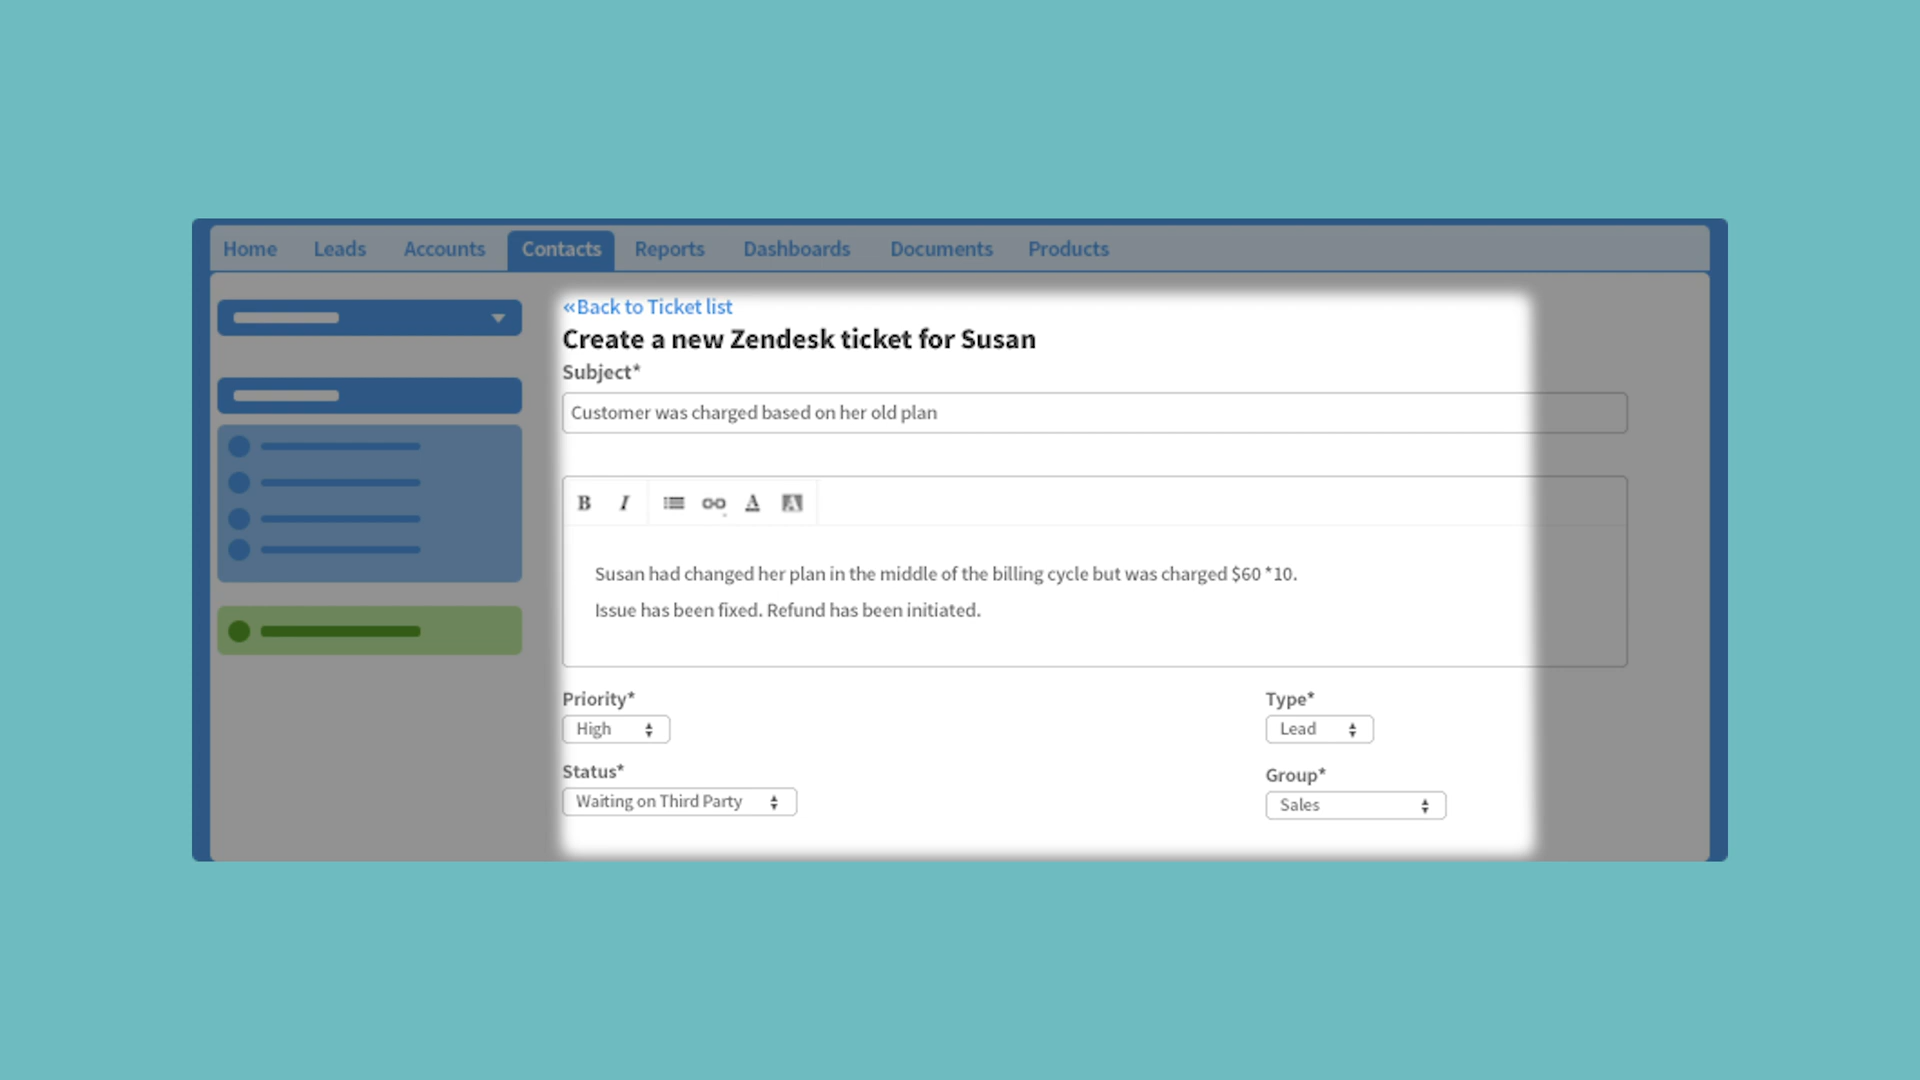 Home Leads Accounts Contacts Reports Dashboards Documents Products
«Back to Ticket list
Create a new Zendesk ticket for Susan
Subject*
Customer was charged based on her old plan
B I A A
Susan had changed her plan in the middle of the billing cycle but was charged $60 *10.
Issue has been fixed. Refund has been initiated.
Priority* Type*
High Lead
Status* Group*
Waiting on Third Party Sales